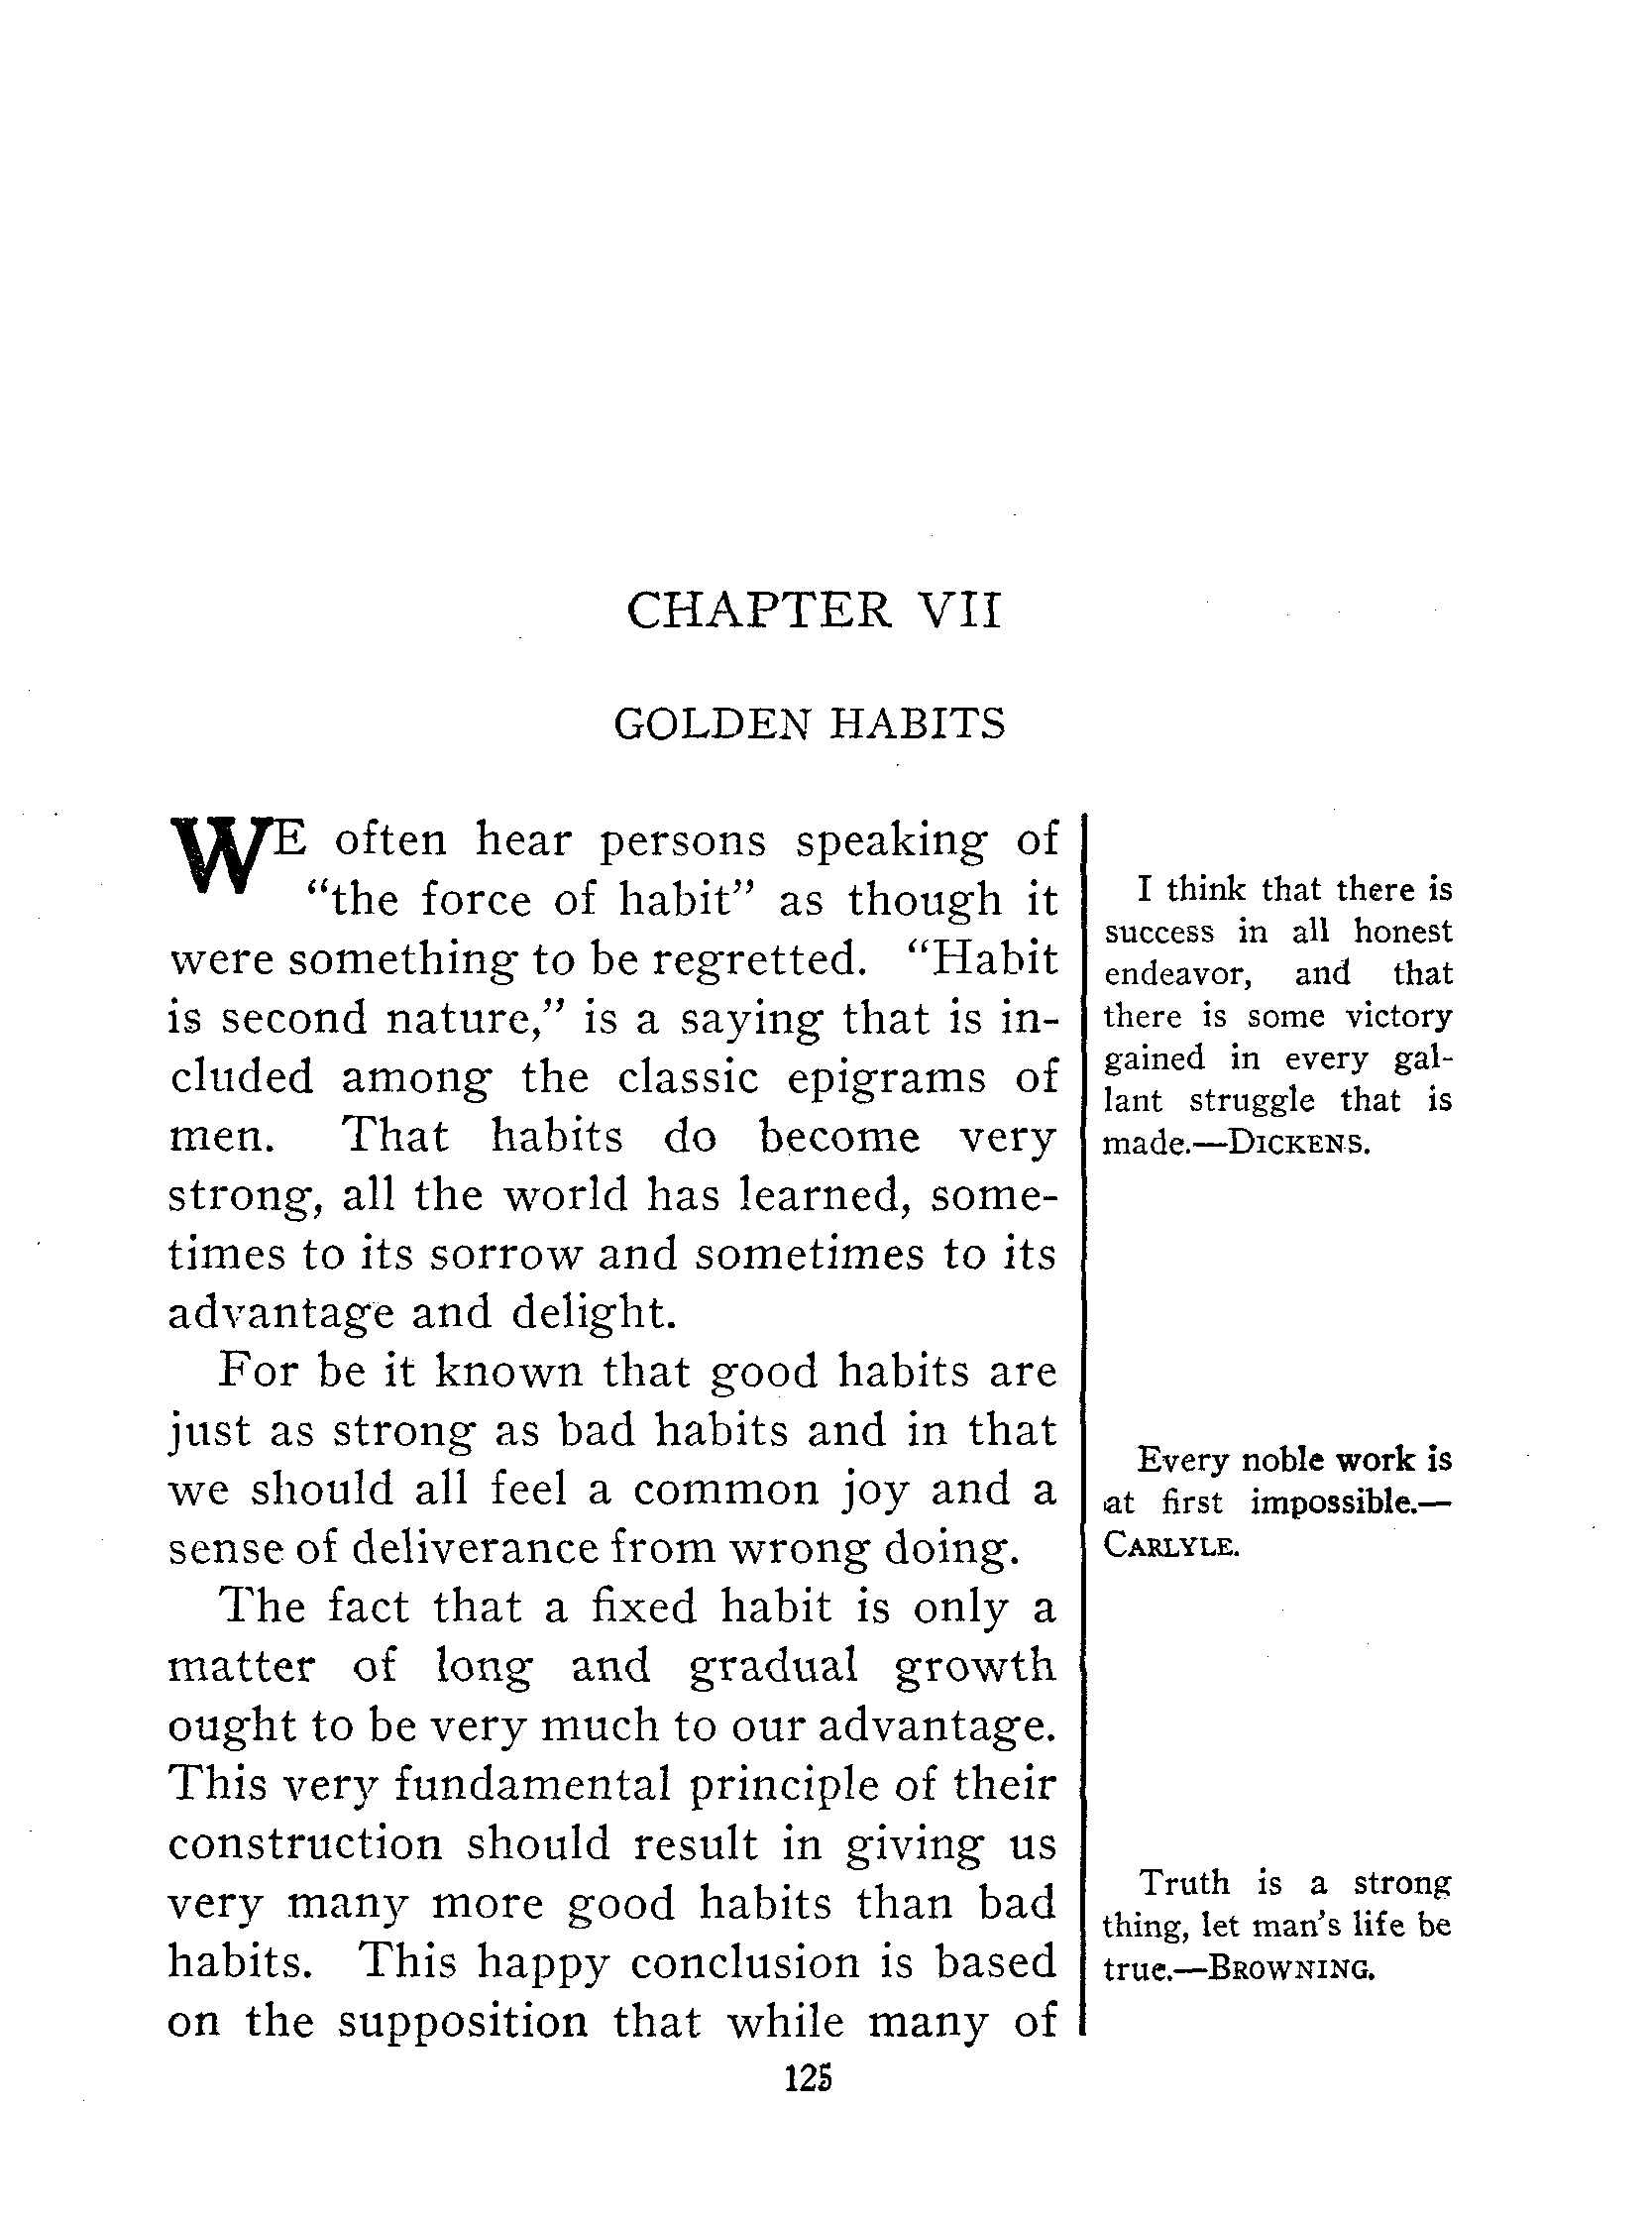 CHAPTER VII
GOLDEN HABITS
WE often hear persons speaking of
"the force of habit" as though it
were something to be regretted. "Habit
is second nature," is a saying that is in-
cluded among the classic epigrams of
men. That habits do become very
strong, all the world has learned, some-
times to its sorrow and sometimes to its
advantage and delight.
For be it known that good habits are
just as strong as bad habits and in that
we should all feel a common joy and a
sense of deliverance from wrong doing.
The fact that a fixed habit is only a
matter of long and gradual growth
ought to be very much to our advantage.
This very fundamental principle of their
construction should result in giving us
very many more good habits than bad
habits. This happy conclusion is based
on the supposition that while many of
I think that there is
success in all honest
endeavor, and that
there is some victory
gained in every gal-
lant struggle that is
made.—DICKENS.
Every noble work is
at first impossible.—
CARLYLE.
Truth is a strong
thing, let man's life be
true.—BROWNING.
125